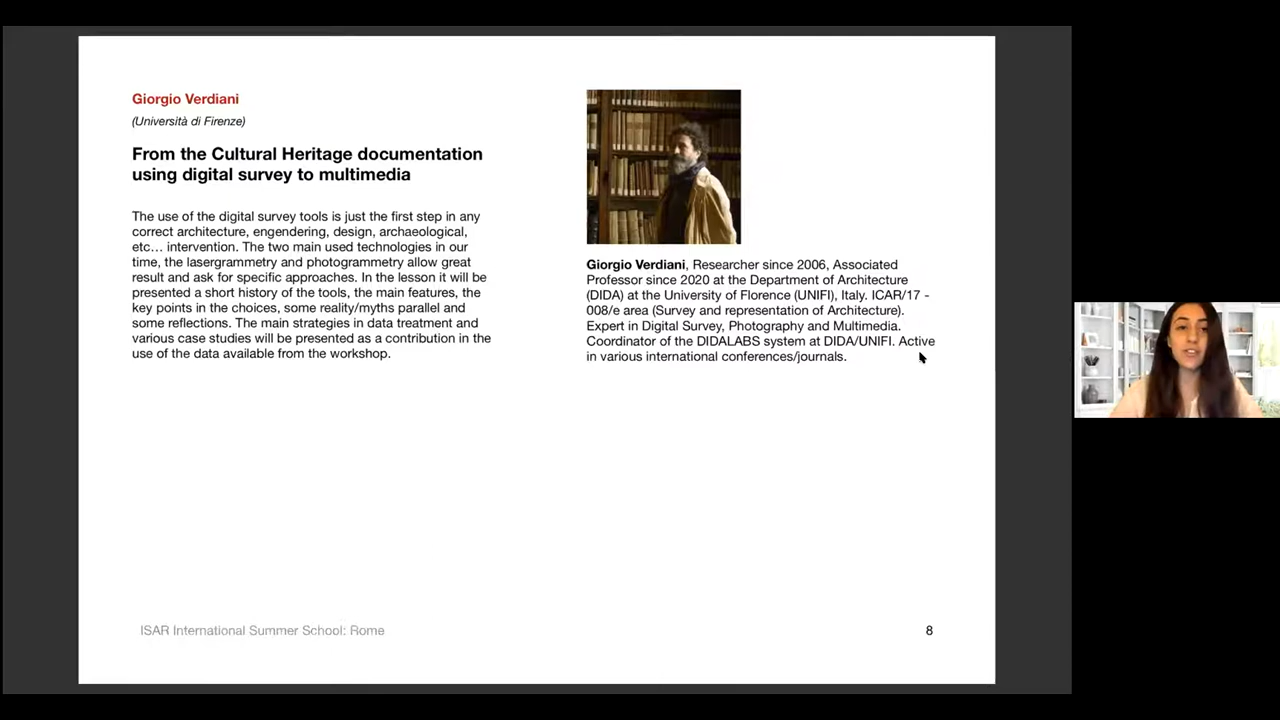 Giorgio Verdiani
(Università di Firenze)
From the Cultural Heritage documentation
using digital survey to multimedia
The use of the digital survey tools is just the first step in any
correct architecture, engendering, design, archaeological,
etc... intervention. The two main used technologies in our
time, the lasergrammetry and photogrammetry allow great
result and ask for specific approaches. In the lesson it will be
presented a short history of the tools, the main features, the
key points in the choices, some reality/myths parallel and
some reflections. The main strategies in data treatment and
various case studies will be presented as a contribution in the
use of the data available from the workshop.
Giorgio Verdiani, Researcher since 2006, Associated
Professor since 2020 at the Department of Architecture
(DIDA) at the University of Florence (UNIFI), Italy. ICAR/17 -
008/e area (Survey and representation of Architecture).
Expert in Digital Survey, Photography and Multimedia.
Coordinator of the DIDALABS system at DIDA/UNIFI. Active
in various international conferences/journals.
ISAR International Summer School: Rome
8